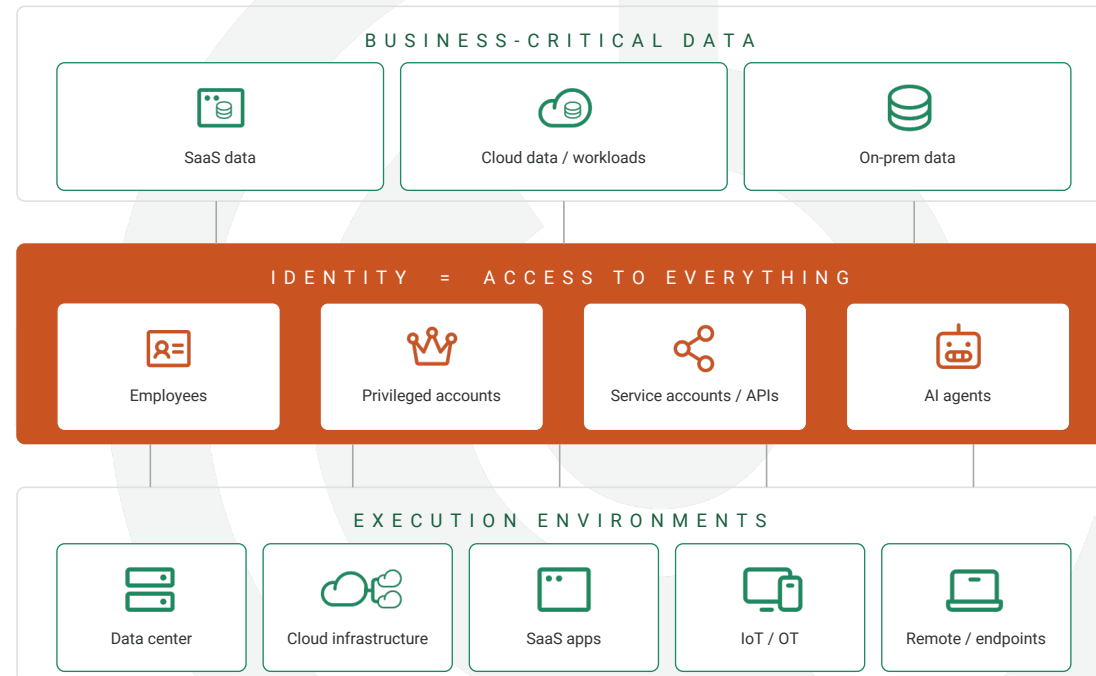 BUSINESS-CRITICAL DATA
SaaS data
Cloud data / workloads
On-prem data
IDENTITY = ACCESS TO EVERYTHING
Employees
Privileged accounts
Service accounts / APIs
AI agents
EXECUTION ENVIRONMENTS
Data center
Cloud infrastructure
SaaS apps
IoT / OT
Remote / endpoints